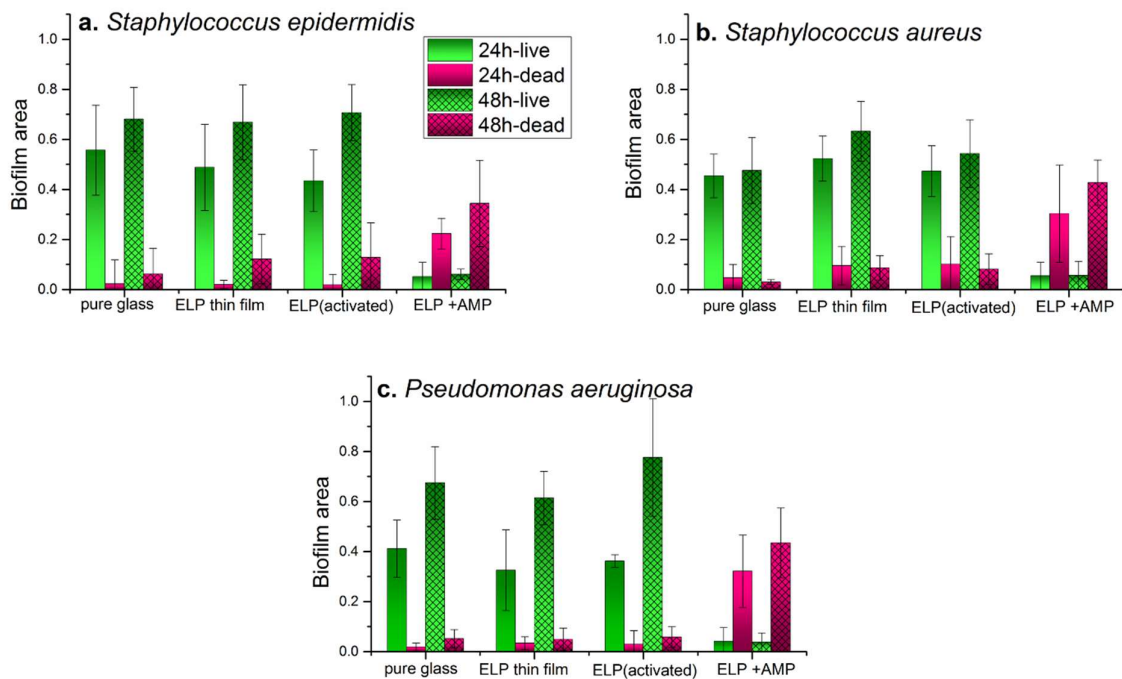 a. Staphylococcus epidermidis
1.0
0.8
0.6
0.4
0.2
0.0
Biofilm area
24h-live
24h-dead
48h-live
48h-dead
pure glass ELP thin film ELP(activated) ELP +AMP
b. Staphylococcus aureus
1.0
0.8
0.6
0.4
0.2
0.0
Biofilm area
pure glass ELP thin film ELP(activated) ELP +AMP
c. Pseudomonas aeruginosa
1.0
0.8
0.6
0.4
0.2
0.0
Biofilm area
pure glass ELP thin film ELP(activated) ELP +AMP